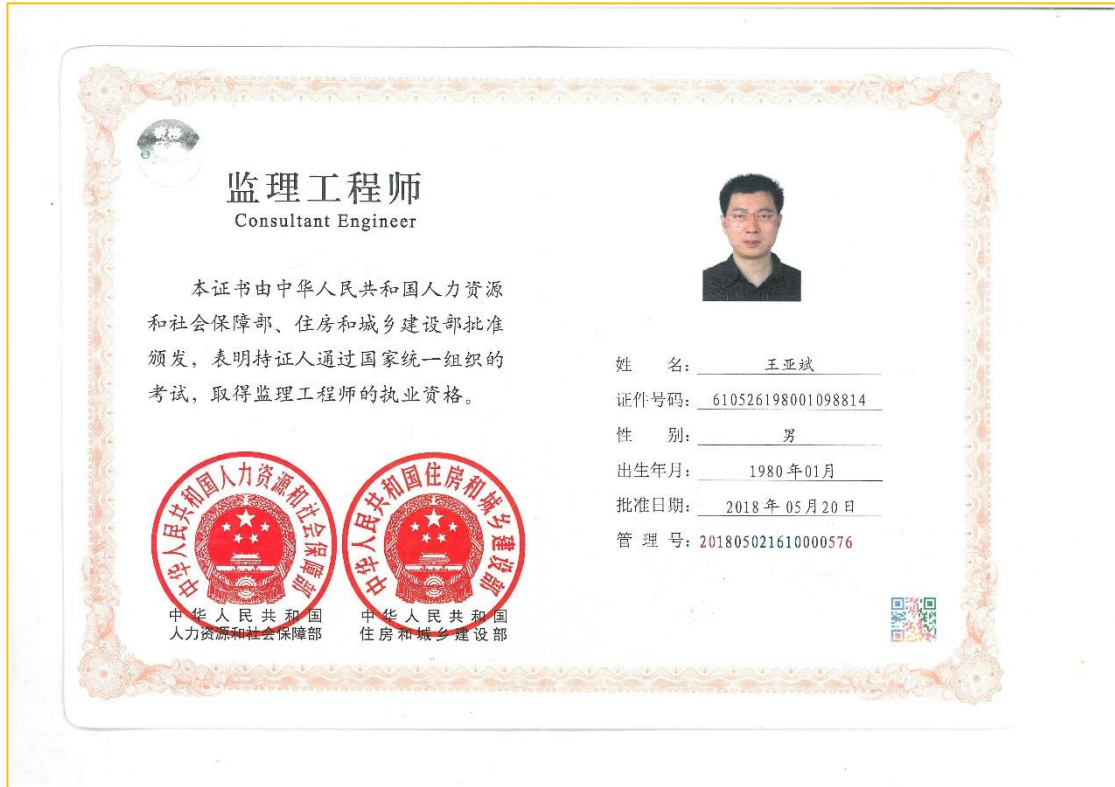 监理工程师
Consultant Engineer
本证书由中华人民共和国人力资源
和社会保障部、住房和城乡建设部批准
颁发，表明持证人通过国家统一组织的
考试，取得监理工程师的执业资格。
中华人民共和国人力资源和社会保障部
中华人民共和国住房和城乡建设部
中华人民共和国
人力资源和社会保障部
中华人民共和国
住房和城乡建设部
姓 名：王亚斌
证件号码：610526198001098814
性 别：男
出生年月：1980年01月
批准日期：2018年05月20日
管 理 号：201805021610000576